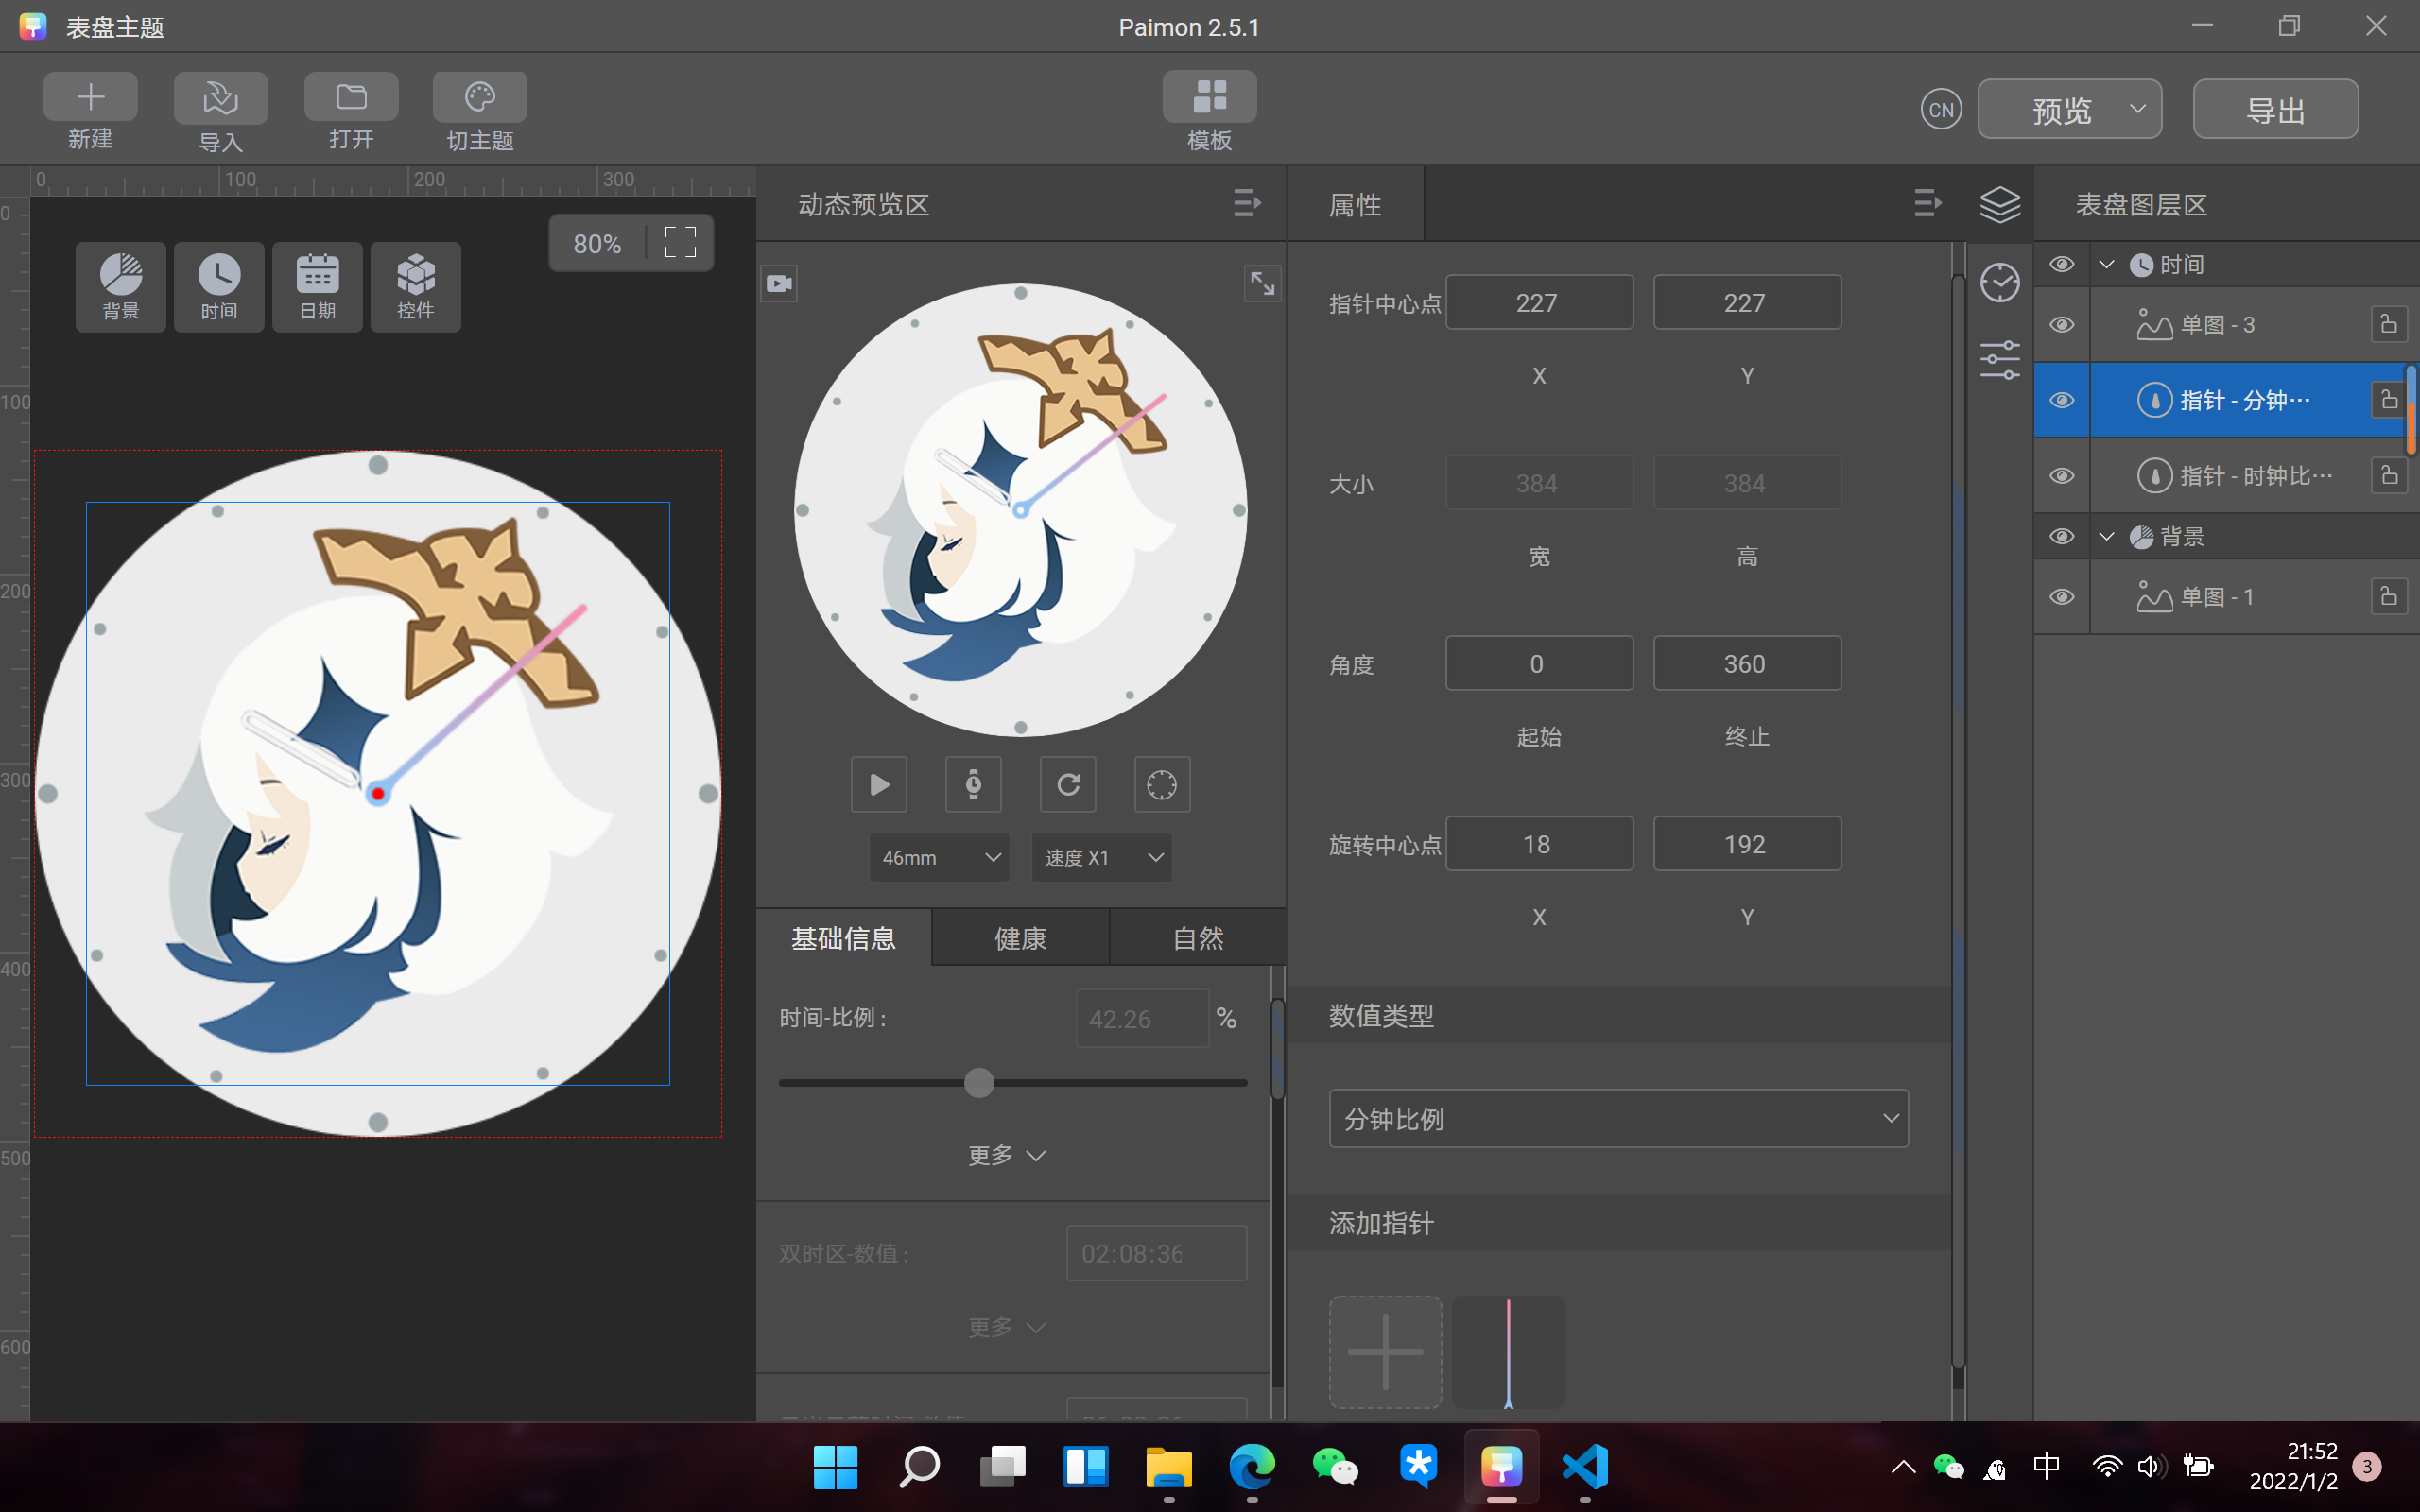 表盘主题
Paimon 2.5.1
新建
导入
打开
切主题
模板
CN
预览
导出
0
100
200
300
0
100
200
300
400
500
600
80%
背景
时间
日期
控件
动态预览区
46mm
速度 X1
基础信息
健康
自然
时间-比例 :
42.26
%
更多
双时区-数值 :
02:08:36
更多
属性
指针中心点
227
227
X
Y
大小
384
384
宽
高
角度
0
360
起始
终止
旋转中心点
18
192
X
Y
数值类型
分钟比例
添加指针
表盘图层区
时间
单图 - 3
指针 - 分钟···
指针 - 时钟比···
背景
单图 - 1
中
21:52
2022/1/2
3